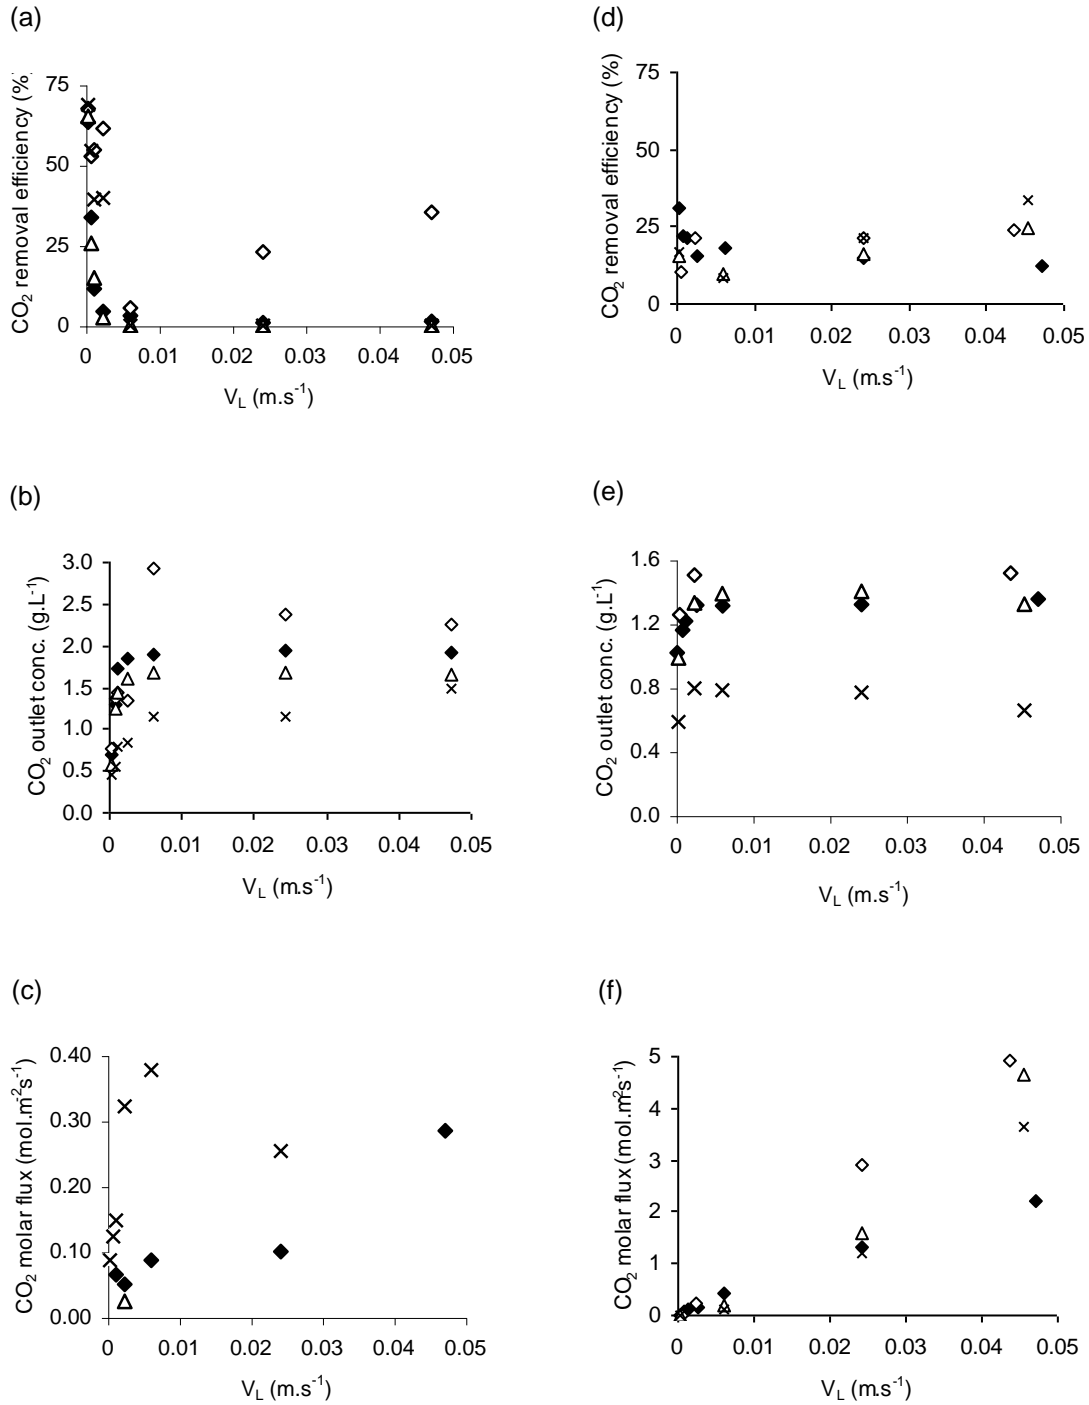 (a)
CO2 removal efficiency (%)
75
50
25
0
0 0.01 0.02 0.03 0.04 0.05
VL (m.s-1)
(d)
CO2 removal efficiency (%)
75
50
25
0
0 0.01 0.02 0.03 0.04 0.05
VL (m.s-1)
(b)
CO2 outlet conc. (g.L-1)
3.0
2.5
2.0
1.5
1.0
0.5
0.0
0 0.01 0.02 0.03 0.04 0.05
VL (m.s-1)
(e)
CO2 outlet conc. (g.L-1)
1.6
1.2
0.8
0.4
0.0
0 0.01 0.02 0.03 0.04 0.05
VL (m.s-1)
(c)
CO2 molar flux (mol.m-2s-1)
0.40
0.30
0.20
0.10
0.00
0 0.01 0.02 0.03 0.04 0.05
VL (m.s-1)
(f)
CO2 molar flux (mol.m-2s-1)
5
4
3
2
1
0
0 0.01 0.02 0.03 0.04 0.05
VL (m.s-1)